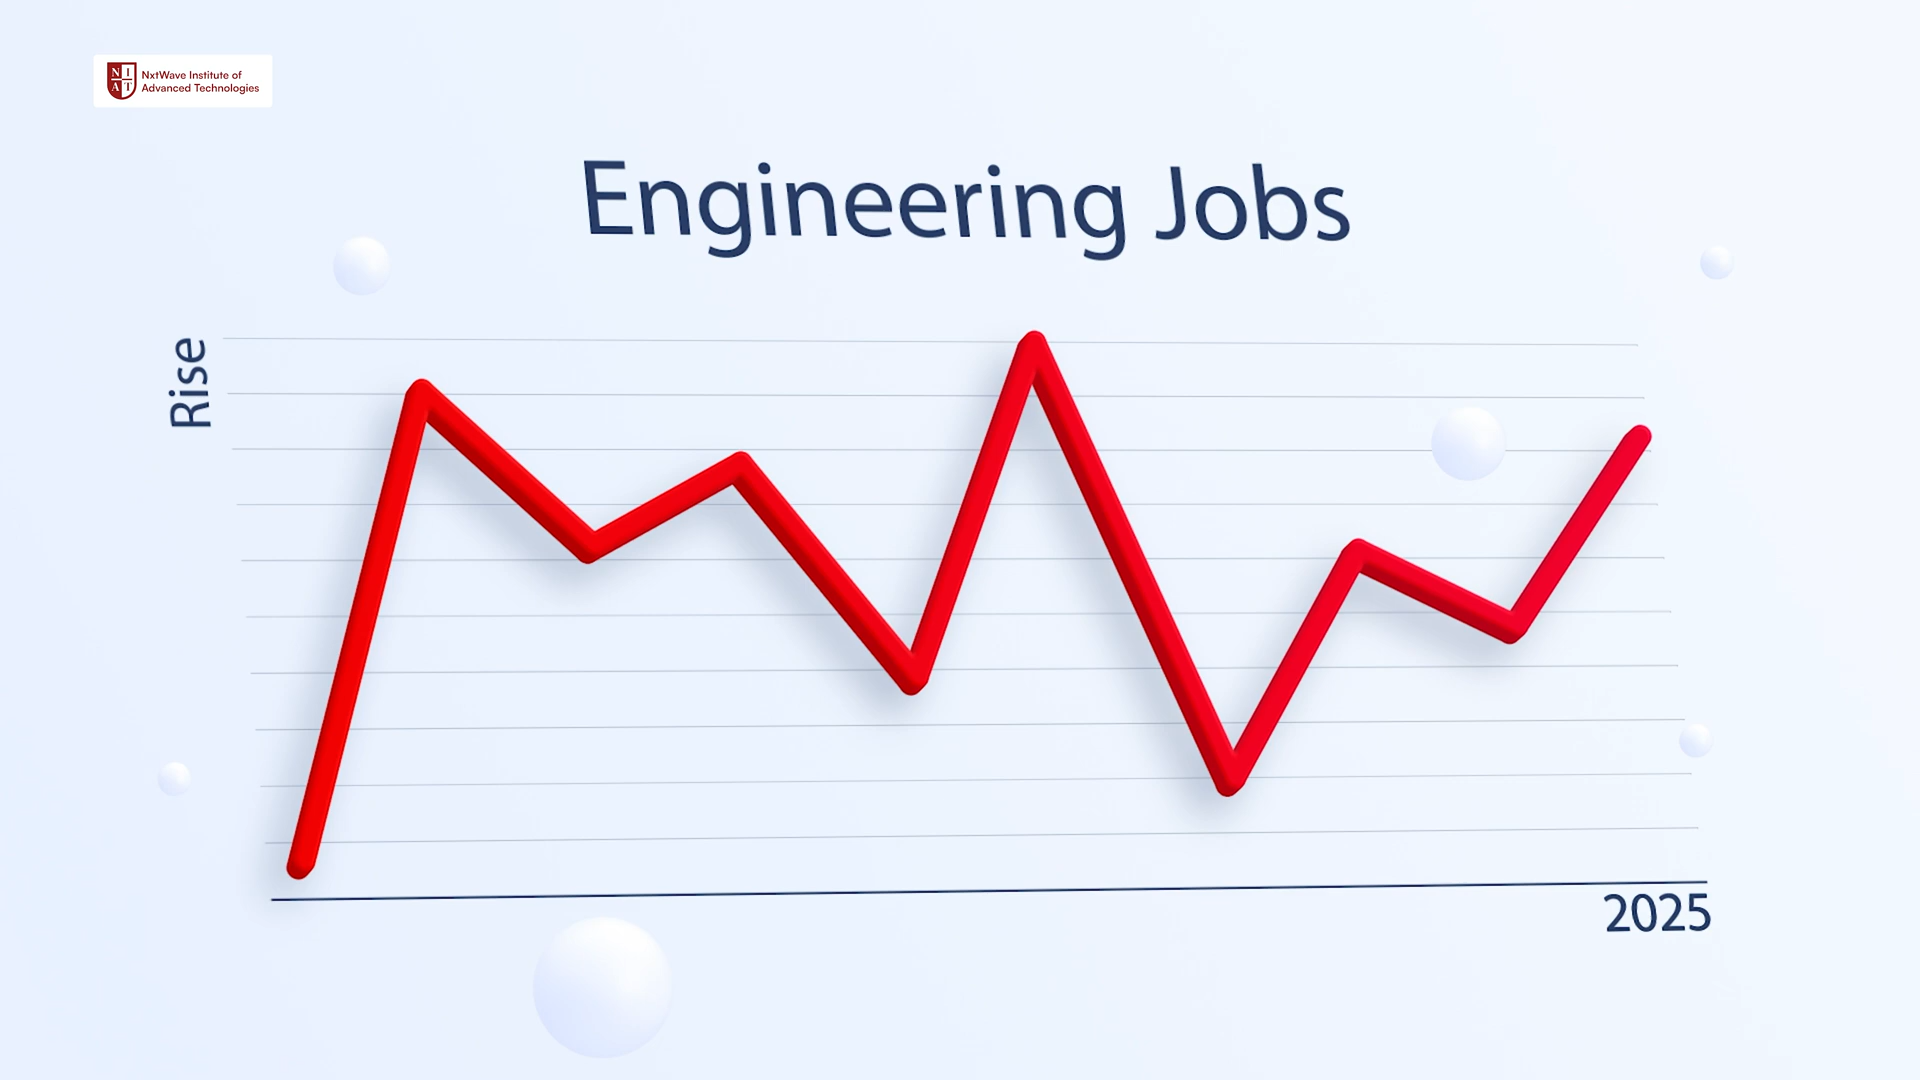 N I
A T
NxtWave Institute of
Advanced Technologies
Engineering Jobs
Rise
2025